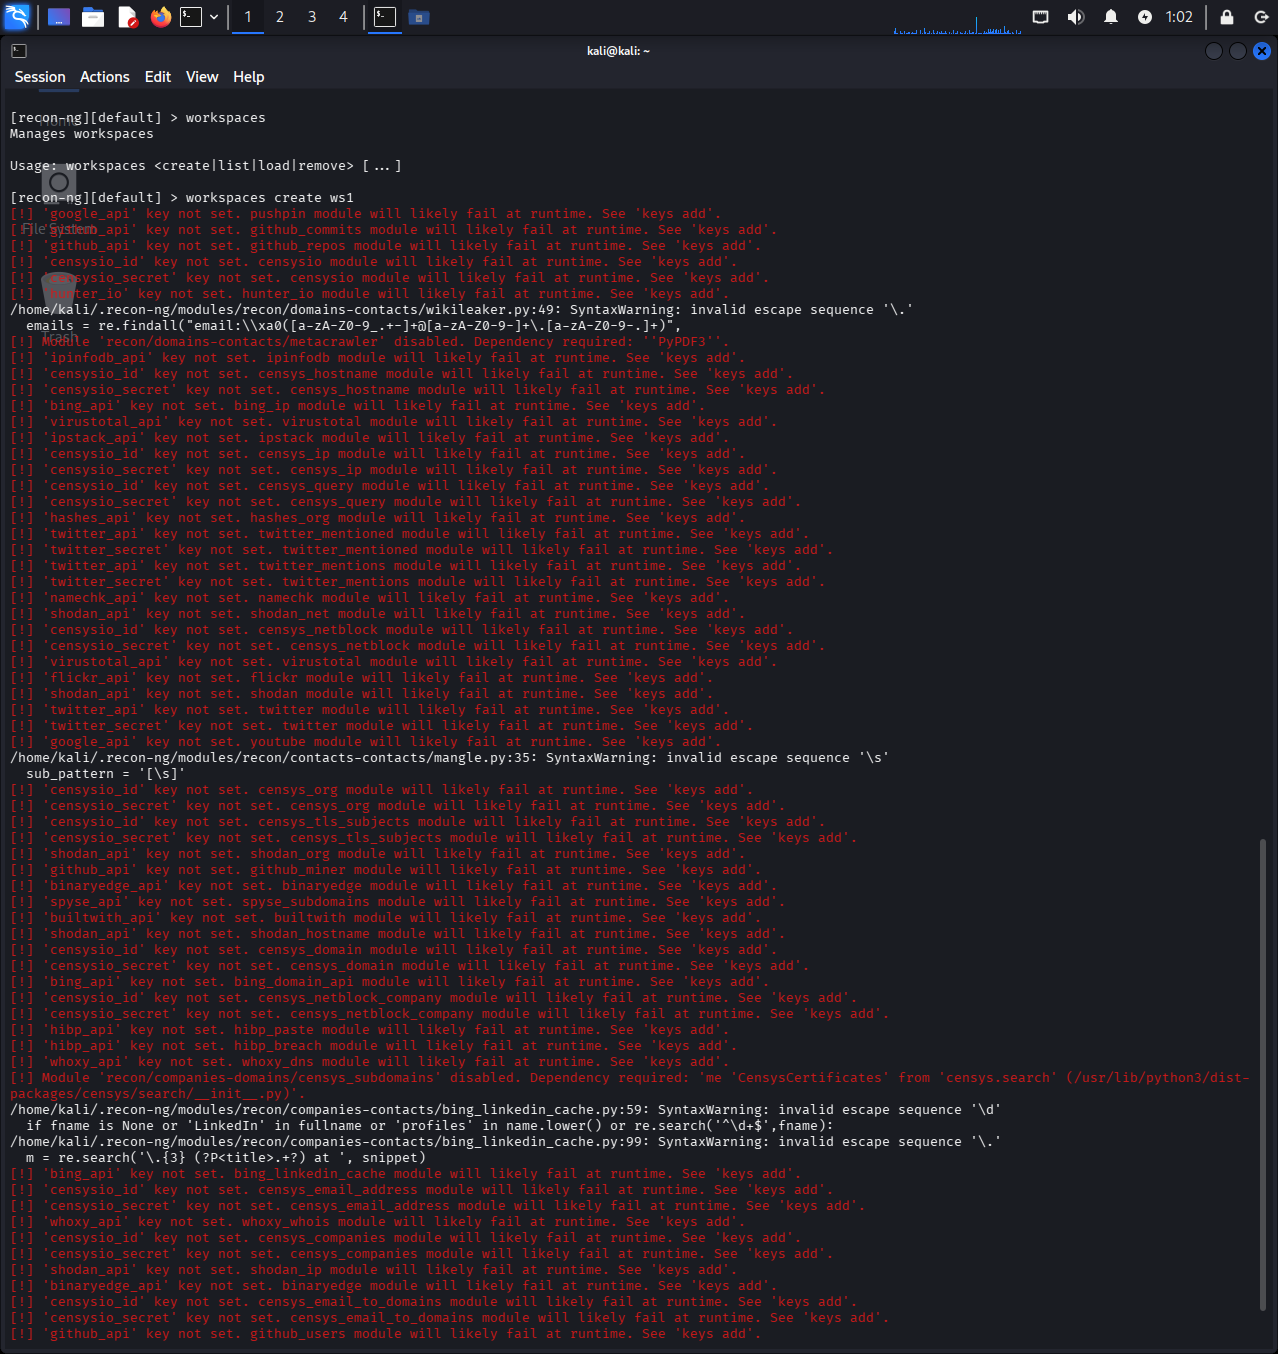 1 2 3 4 1:02
kali@kali: ~
Session Actions Edit View Help
Home
[recon-ng][default] > workspaces
Manages workspaces
Usage: workspaces <create|list|load|remove> [...]
[recon-ng][default] > workspaces create ws1
[!] 'google_api' key not set. pushpin module will likely fail at runtime. See 'keys add'.
File System
[!] 'github_api' key not set. github_commits module will likely fail at runtime. See 'keys add'.
[!] 'github_api' key not set. github_repos module will likely fail at runtime. See 'keys add'.
[!] 'censysio_id' key not set. censysio module will likely fail at runtime. See 'keys add'.
[!] 'censysio_secret' key not set. censysio module will likely fail at runtime. See 'keys add'.
[!] 'hunter_io' key not set. hunter_io module will likely fail at runtime. See 'keys add'.
/home/kali/.recon-ng/modules/recon/domains-contacts/wikileaker.py:49: SyntaxWarning: invalid escape sequence '\.'
emails = re.findall("email:\\xa0([a-zA-Z0-9_.+-]+@[a-zA-Z0-9-]+\.[a-zA-Z0-9-.]+)",
Trash
[!] Module 'recon/domains-contacts/metacrawler' disabled. Dependency required: ''PyPDF3''.
[!] 'ipinfodb_api' key not set. ipinfodb module will likely fail at runtime. See 'keys add'.
[!] 'censysio_id' key not set. censys_hostname module will likely fail at runtime. See 'keys add'.
[!] 'censysio_secret' key not set. censys_hostname module will likely fail at runtime. See 'keys add'.
[!] 'bing_api' key not set. bing_ip module will likely fail at runtime. See 'keys add'.
[!] 'virustotal_api' key not set. virustotal module will likely fail at runtime. See 'keys add'.
[!] 'ipstack_api' key not set. ipstack module will likely fail at runtime. See 'keys add'.
[!] 'censysio_id' key not set. censys_ip module will likely fail at runtime. See 'keys add'.
[!] 'censysio_secret' key not set. censys_ip module will likely fail at runtime. See 'keys add'.
[!] 'censysio_id' key not set. censys_query module will likely fail at runtime. See 'keys add'.
[!] 'censysio_secret' key not set. censys_query module will likely fail at runtime. See 'keys add'.
[!] 'hashes_api' key not set. hashes_org module will likely fail at runtime. See 'keys add'.
[!] 'twitter_api' key not set. twitter_mentioned module will likely fail at runtime. See 'keys add'.
[!] 'twitter_secret' key not set. twitter_mentioned module will likely fail at runtime. See 'keys add'.
[!] 'twitter_api' key not set. twitter_mentions module will likely fail at runtime. See 'keys add'.
[!] 'twitter_secret' key not set. twitter_mentions module will likely fail at runtime. See 'keys add'.
[!] 'namechk_api' key not set. namechk module will likely fail at runtime. See 'keys add'.
[!] 'shodan_api' key not set. shodan_net module will likely fail at runtime. See 'keys add'.
[!] 'censysio_id' key not set. censys_netblock module will likely fail at runtime. See 'keys add'.
[!] 'censysio_secret' key not set. censys_netblock module will likely fail at runtime. See 'keys add'.
[!] 'virustotal_api' key not set. virustotal module will likely fail at runtime. See 'keys add'.
[!] 'flickr_api' key not set. flickr module will likely fail at runtime. See 'keys add'.
[!] 'shodan_api' key not set. shodan module will likely fail at runtime. See 'keys add'.
[!] 'twitter_api' key not set. twitter module will likely fail at runtime. See 'keys add'.
[!] 'twitter_secret' key not set. twitter module will likely fail at runtime. See 'keys add'.
[!] 'google_api' key not set. youtube module will likely fail at runtime. See 'keys add'.
/home/kali/.recon-ng/modules/recon/contacts-contacts/mangle.py:35: SyntaxWarning: invalid escape sequence '\s'
sub_pattern = '[\s]'
[!] 'censysio_id' key not set. censys_org module will likely fail at runtime. See 'keys add'.
[!] 'censysio_secret' key not set. censys_org module will likely fail at runtime. See 'keys add'.
[!] 'censysio_id' key not set. censys_tls_subjects module will likely fail at runtime. See 'keys add'.
[!] 'censysio_secret' key not set. censys_tls_subjects module will likely fail at runtime. See 'keys add'.
[!] 'shodan_api' key not set. shodan_org module will likely fail at runtime. See 'keys add'.
[!] 'github_api' key not set. github_miner module will likely fail at runtime. See 'keys add'.
[!] 'binaryedge_api' key not set. binaryedge module will likely fail at runtime. See 'keys add'.
[!] 'spyse_api' key not set. spyse_subdomains module will likely fail at runtime. See 'keys add'.
[!] 'builtwith_api' key not set. builtwith module will likely fail at runtime. See 'keys add'.
[!] 'shodan_api' key not set. shodan_hostname module will likely fail at runtime. See 'keys add'.
[!] 'censysio_id' key not set. censys_domain module will likely fail at runtime. See 'keys add'.
[!] 'censysio_secret' key not set. censys_domain module will likely fail at runtime. See 'keys add'.
[!] 'bing_api' key not set. bing_domain_api module will likely fail at runtime. See 'keys add'.
[!] 'censysio_id' key not set. censys_netblock_company module will likely fail at runtime. See 'keys add'.
[!] 'censysio_secret' key not set. censys_netblock_company module will likely fail at runtime. See 'keys add'.
[!] 'hibp_api' key not set. hibp_paste module will likely fail at runtime. See 'keys add'.
[!] 'hibp_api' key not set. hibp_breach module will likely fail at runtime. See 'keys add'.
[!] 'whoxy_api' key not set. whoxy_dns module will likely fail at runtime. See 'keys add'.
[!] Module 'recon/companies-domains/censys_subdomains' disabled. Dependency required: 'me 'CensysCertificates' from 'censys.search' (/usr/lib/python3/dist-
packages/censys/search/__init__.py)'.
/home/kali/.recon-ng/modules/recon/companies-contacts/bing_linkedin_cache.py:59: SyntaxWarning: invalid escape sequence '\d'
if fname is None or 'LinkedIn' in fullname or 'profiles' in name.lower() or re.search('^\d+$',fname):
/home/kali/.recon-ng/modules/recon/companies-contacts/bing_linkedin_cache.py:99: SyntaxWarning: invalid escape sequence '\.'
m = re.search('\.{3} (?P<title>.+?) at ', snippet)
[!] 'bing_api' key not set. bing_linkedin_cache module will likely fail at runtime. See 'keys add'.
[!] 'censysio_id' key not set. censys_email_address module will likely fail at runtime. See 'keys add'.
[!] 'censysio_secret' key not set. censys_email_address module will likely fail at runtime. See 'keys add'.
[!] 'whoxy_api' key not set. whoxy_whois module will likely fail at runtime. See 'keys add'.
[!] 'censysio_id' key not set. censys_companies module will likely fail at runtime. See 'keys add'.
[!] 'censysio_secret' key not set. censys_companies module will likely fail at runtime. See 'keys add'.
[!] 'shodan_api' key not set. shodan_ip module will likely fail at runtime. See 'keys add'.
[!] 'binaryedge_api' key not set. binaryedge module will likely fail at runtime. See 'keys add'.
[!] 'censysio_id' key not set. censys_email_to_domains module will likely fail at runtime. See 'keys add'.
[!] 'censysio_secret' key not set. censys_email_to_domains module will likely fail at runtime. See 'keys add'.
[!] 'github_api' key not set. github_users module will likely fail at runtime. See 'keys add'.